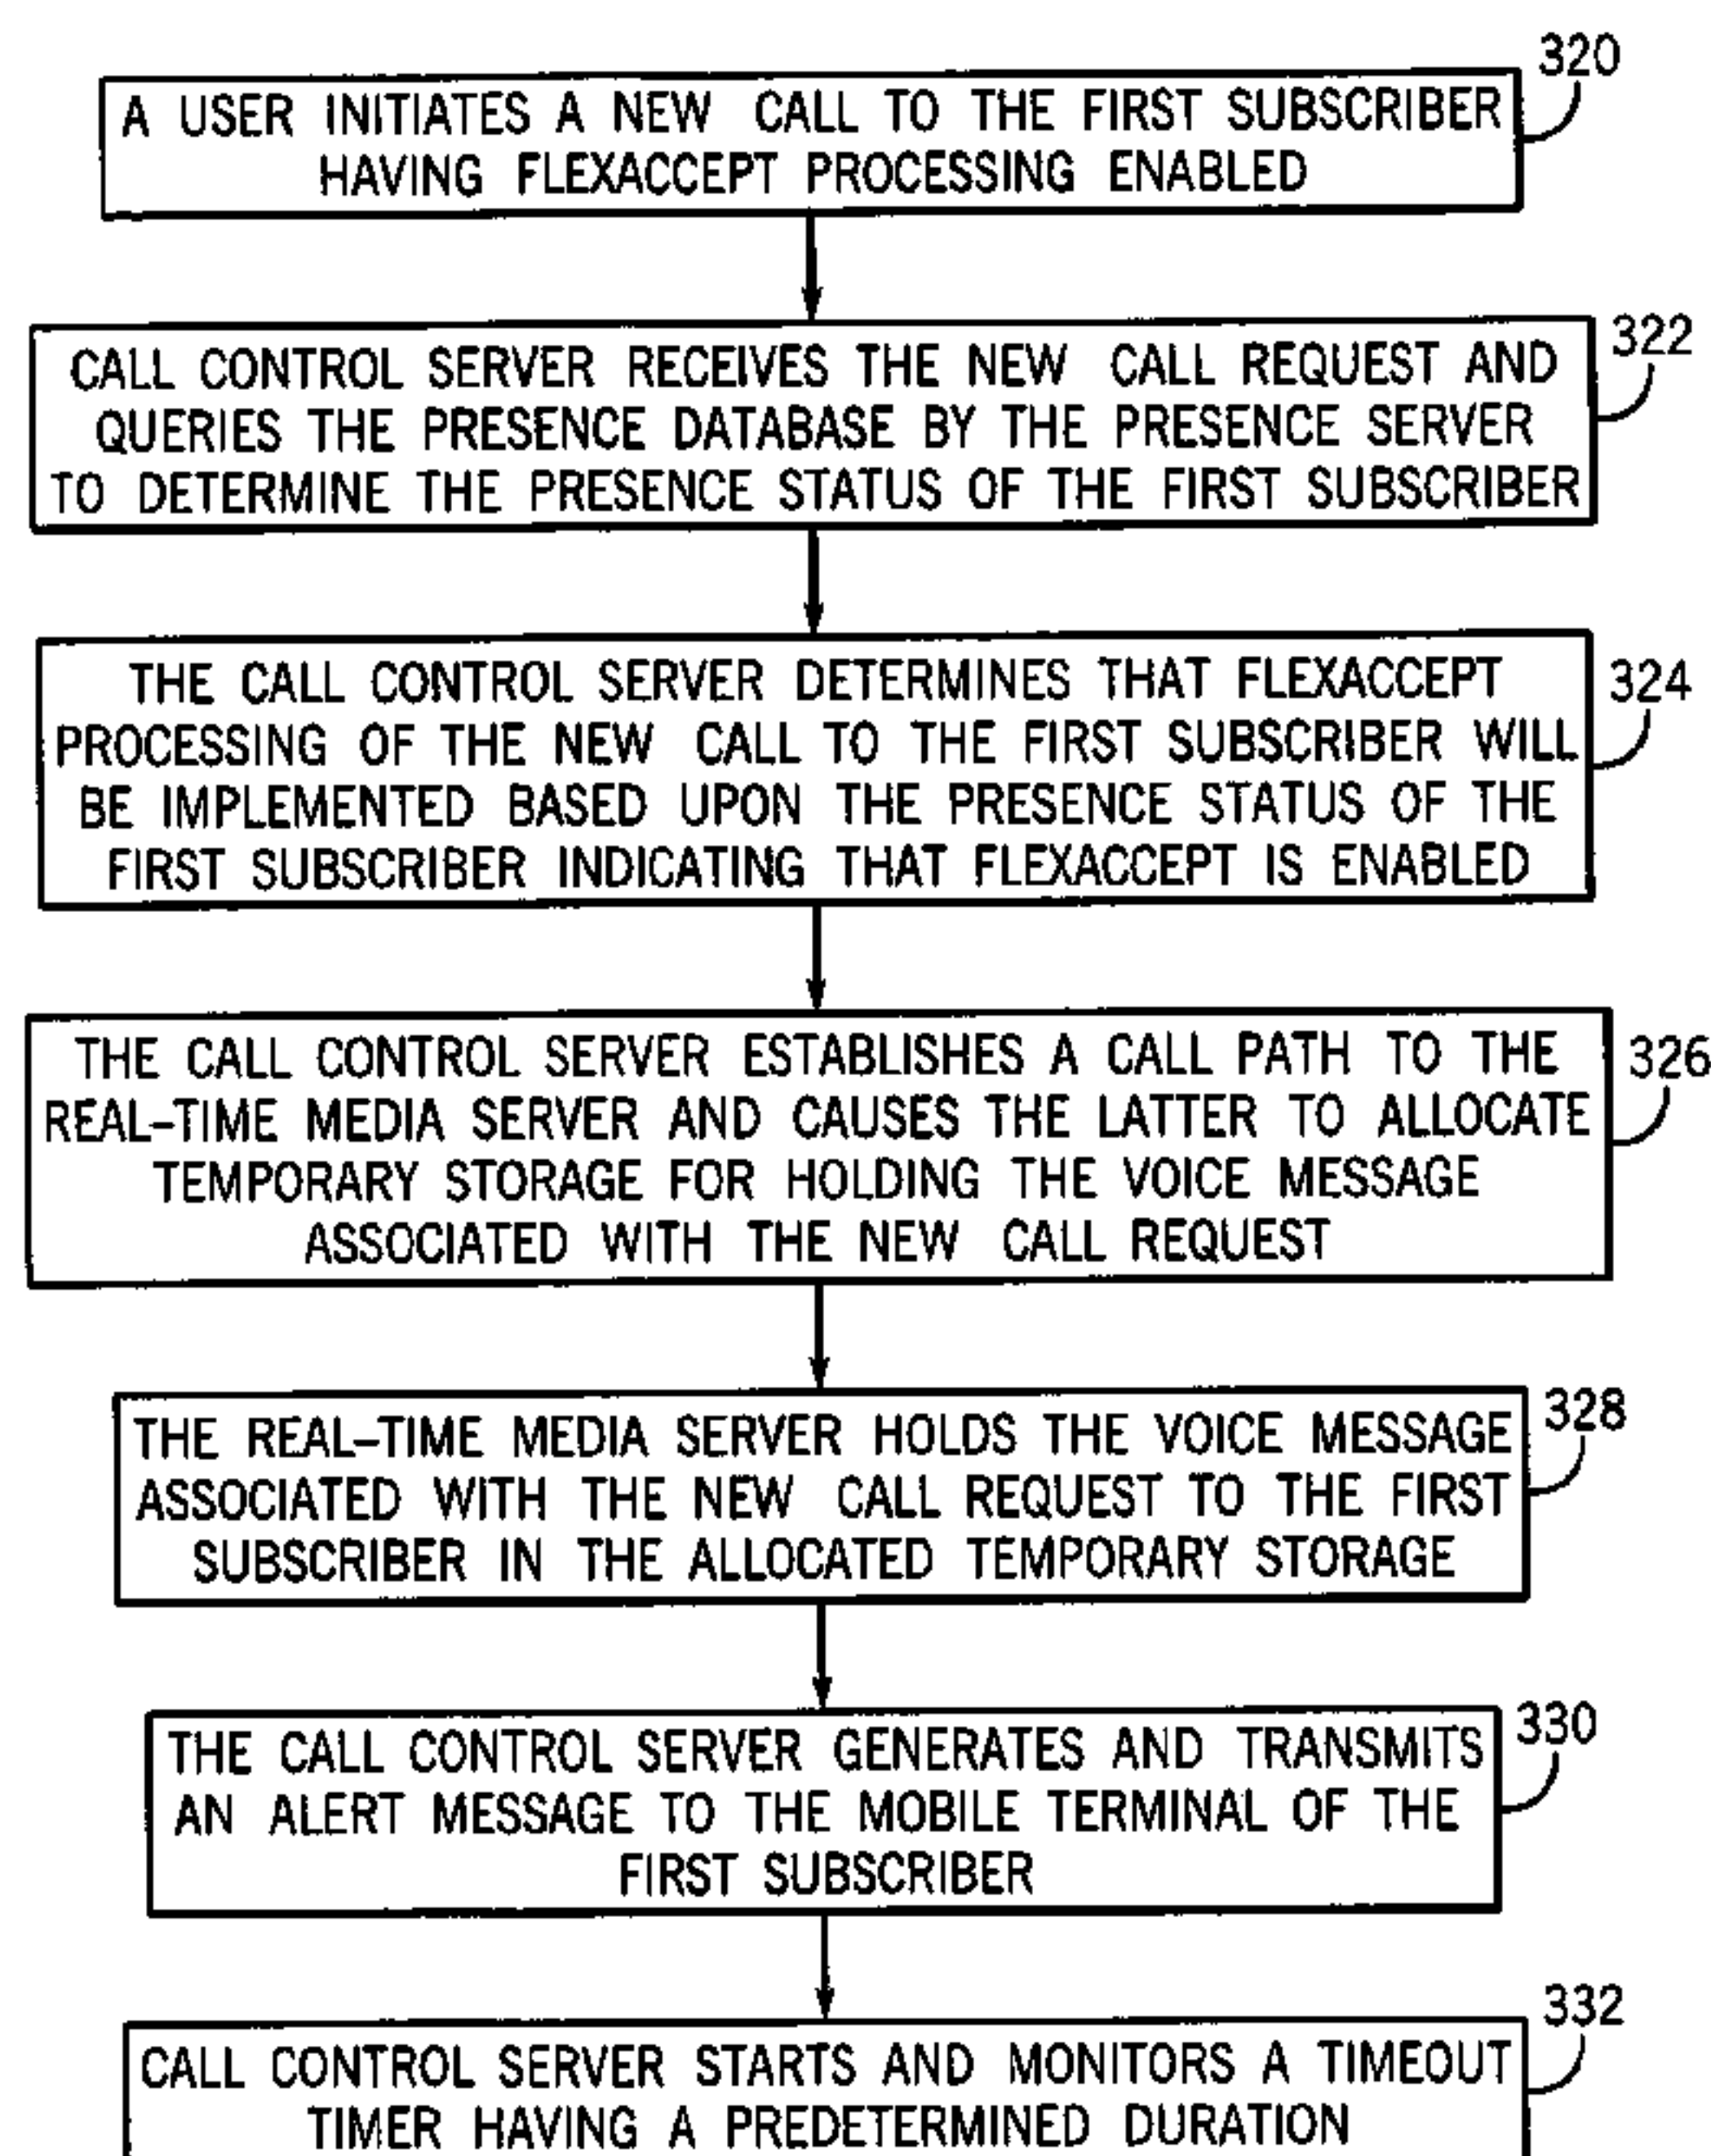 320
A USER INITIATES A NEW CALL TO THE FIRST SUBSCRIBER
HAVING FLEXACCEPT PROCESSING ENABLED
322
CALL CONTROL SERVER RECEIVES THE NEW CALL REQUEST AND
QUERIES THE PRESENCE DATABASE BY THE PRESENCE SERVER
TO DETERMINE THE PRESENCE STATUS OF THE FIRST SUBSCRIBER
324
THE CALL CONTROL SERVER DETERMINES THAT FLEXACCEPT
PROCESSING OF THE NEW CALL TO THE FIRST SUBSCRIBER WILL
BE IMPLEMENTED BASED UPON THE PRESENCE STATUS OF THE
FIRST SUBSCRIBER INDICATING THAT FLEXACCEPT IS ENABLED
326
THE CALL CONTROL SERVER ESTABLISHES A CALL PATH TO THE
REAL-TIME MEDIA SERVER AND CAUSES THE LATTER TO ALLOCATE
TEMPORARY STORAGE FOR HOLDING THE VOICE MESSAGE
ASSOCIATED WITH THE NEW CALL REQUEST
328
THE REAL-TIME MEDIA SERVER HOLDS THE VOICE MESSAGE
ASSOCIATED WITH THE NEW CALL REQUEST TO THE FIRST
SUBSCRIBER IN THE ALLOCATED TEMPORARY STORAGE
330
THE CALL CONTROL SERVER GENERATES AND TRANSMITS
AN ALERT MESSAGE TO THE MOBILE TERMINAL OF THE
FIRST SUBSCRIBER
332
CALL CONTROL SERVER STARTS AND MONITORS A TIMEOUT
TIMER HAVING A PREDETERMINED DURATION